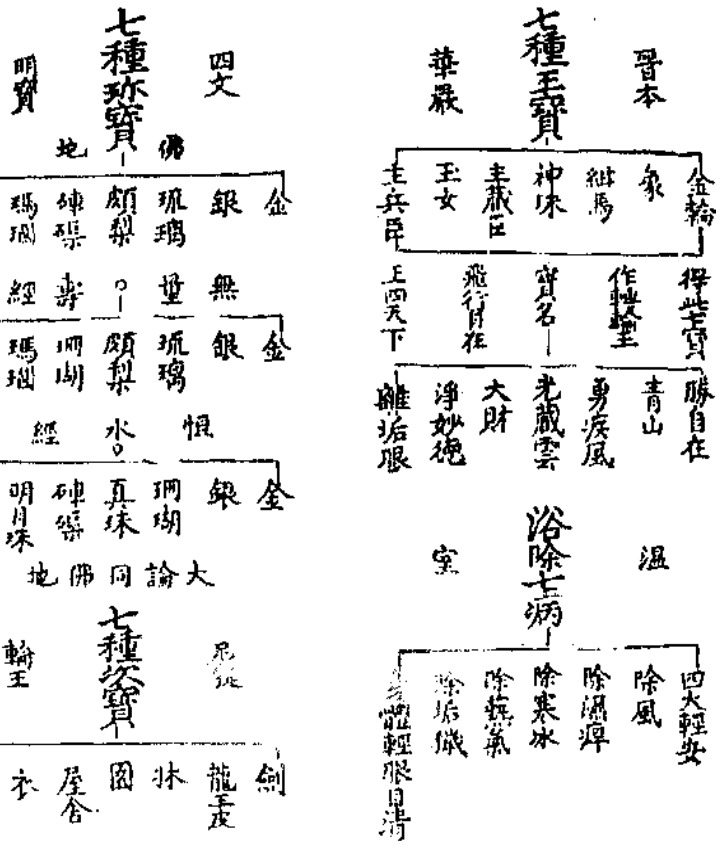 晉本
七種王寶
華嚴
金輪
象
紺馬
神珠
主藏臣
玉女
主兵臣
得此七寶
作轉輪王
寶名
飛行自在
王四天下
勝自在
青山
勇疾風
光藏雲
大財
淨妙德
離垢眼
溫
浴除七病
室
四大輕安
除風
除濕痺
除寒冰
除熱氣
除垢穢
身體輕眼目清
四文
七種珎寶
明寶
佛地
金
銀
琉璃
頗梨
硨磲
瑪瑙
無量壽經
金
銀
琉璃
頗梨
珊瑚
瑪瑙
恒水經
金
銀
珊瑚
真珠
硨磲
明月珠
大論同佛地
七種次寶
輪王
劍
龍王皮
牀
園
屋舍
衣